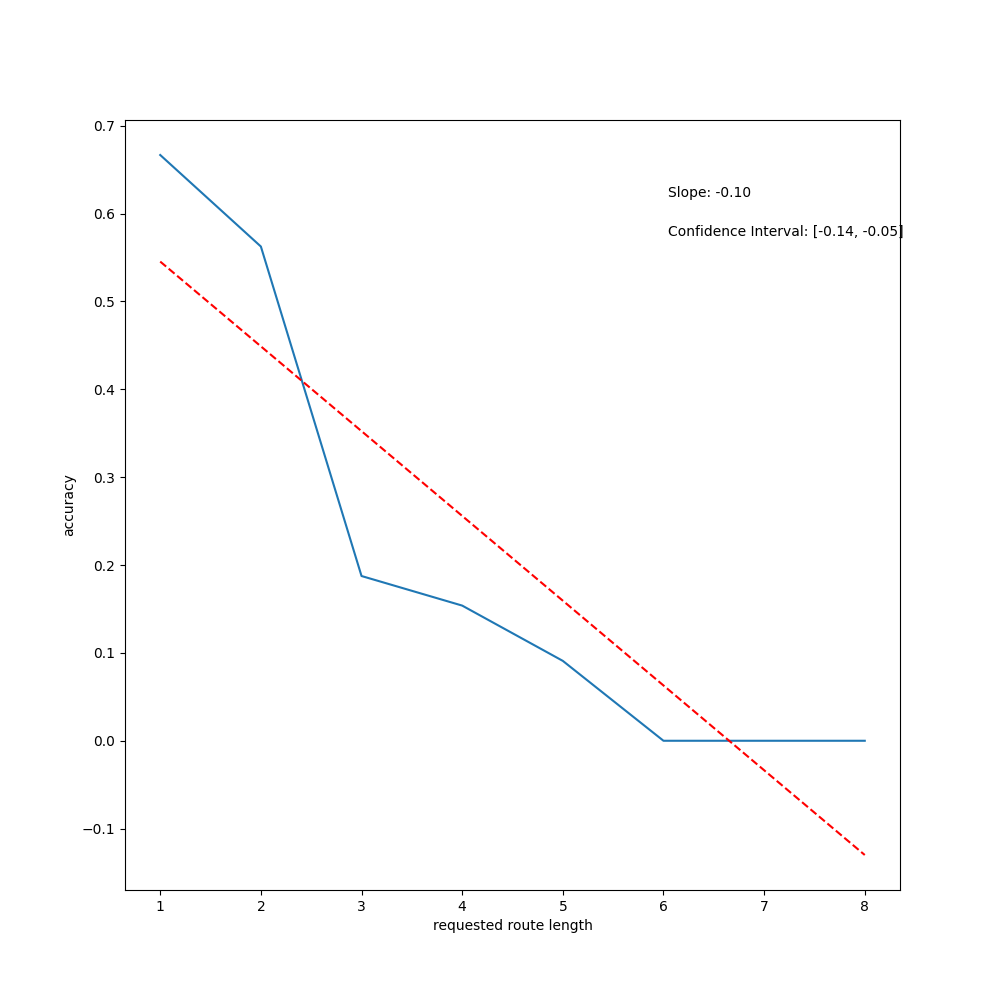 0.7
0.6
0.5
0.4
0.3
0.2
0.1
0.0
−0.1
accuracy
Slope: -0.10
Confidence Interval: [-0.14, -0.05]
1 2 3 4 5 6 7 8
requested route length